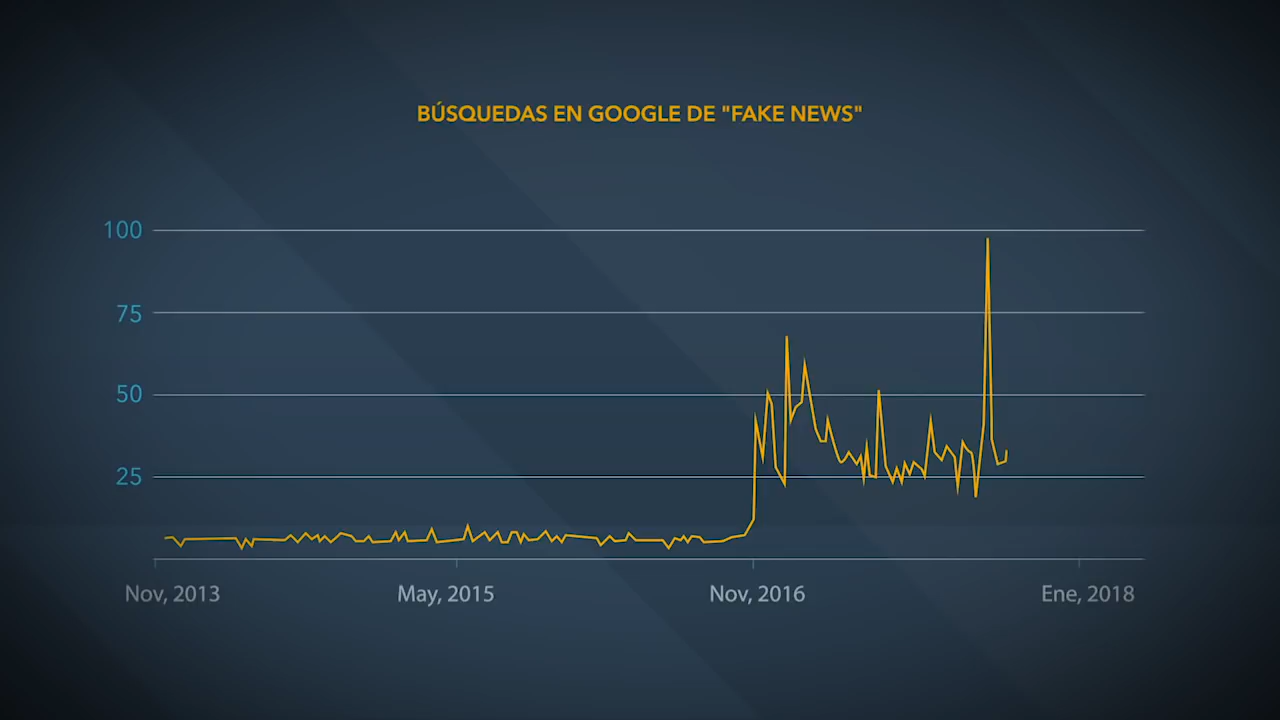 BÚSQUEDAS EN GOOGLE DE "FAKE NEWS"
100
75
50
25
Nov, 2013
May, 2015
Nov, 2016
Ene, 2018